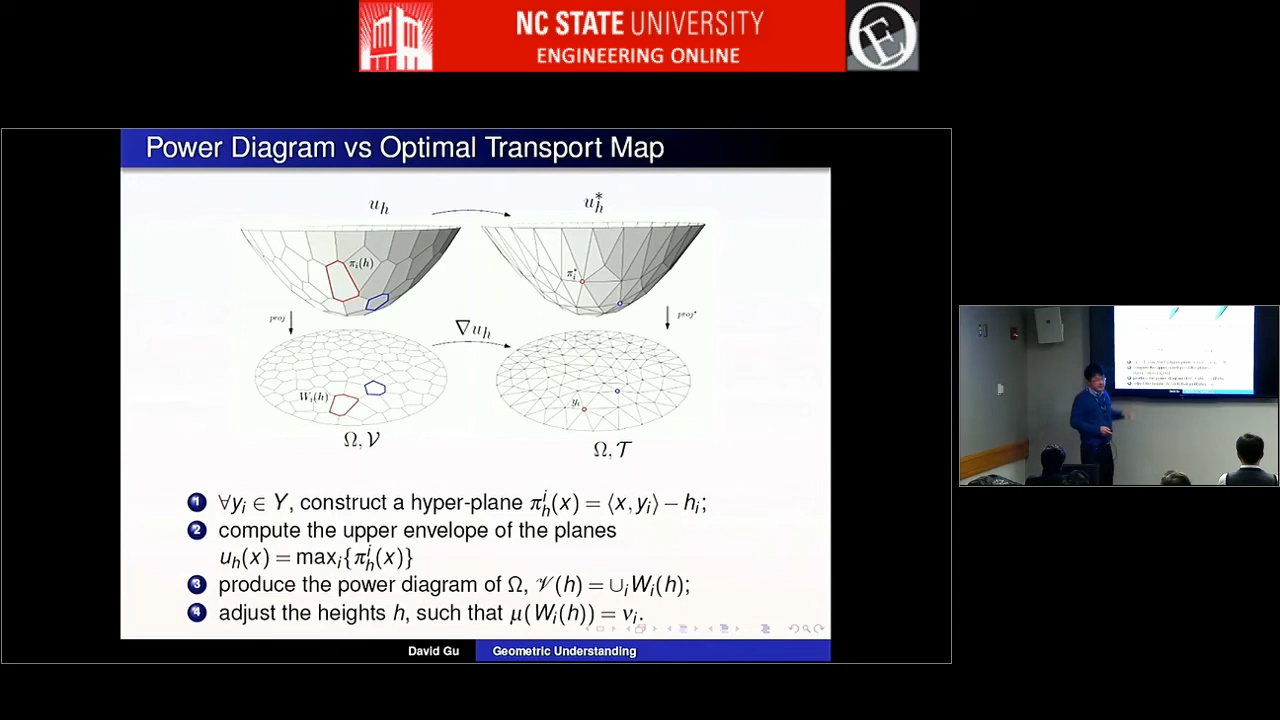 NC STATE UNIVERSITY
ENGINEERING ONLINE
Power Diagram vs Optimal Transport Map
u_h
u_h^*
π_i(h)
π_i^*
proj
proj*
∇u_h
W_i(h)
y_i
Ω, 𝒱
Ω, 𝒯
1 ∀y_i ∈ Y, construct a hyper-plane π_h^i(x) = ⟨x, y_i⟩ − h_i;
2 compute the upper envelope of the planes
u_h(x) = max_i{π_h^i(x)}
3 produce the power diagram of Ω, 𝒱(h) = ∪_i W_i(h);
4 adjust the heights h, such that μ(W_i(h)) = ν_i.
David Gu
Geometric Understanding